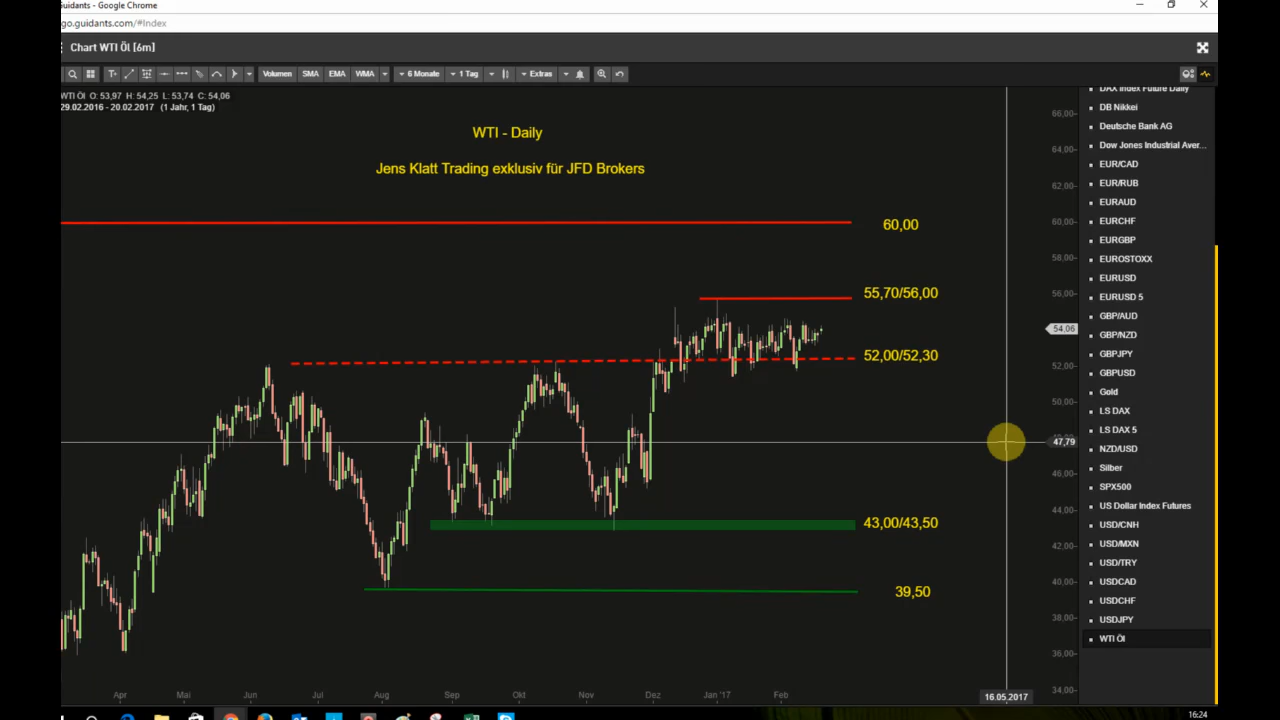 Guidants - Google Chrome
go.guidants.com/#Index
Chart WTI Öl [6m]
Volumen SMA EMA WMA 6 Monate 1 Tag Extras
WTI Öl O: 53,97 H: 54,25 L: 53,74 C: 54,06
29.02.2016 - 20.02.2017 (1 Jahr, 1 Tag)
WTI - Daily
Jens Klatt Trading exklusiv für JFD Brokers
60,00
55,70/56,00
52,00/52,30
43,00/43,50
39,50
66,00
64,00
62,00
60,00
58,00
56,00
54,06
52,00
50,00
47,79
46,00
44,00
42,00
40,00
38,00
36,00
34,00
Apr Mai Jun Jul Aug Sep Okt Nov Dez Jan '17 Feb 16.05.2017
DAX Index Future Daily
DB Nikkei
Deutsche Bank AG
Dow Jones Industrial Aver...
EUR/CAD
EUR/RUB
EURAUD
EURCHF
EURGBP
EUROSTOXX
EURUSD
EURUSD 5
GBP/AUD
GBP/NZD
GBPJPY
GBPUSD
Gold
LS DAX
LS DAX 5
NZD/USD
Silber
SPX500
US Dollar Index Futures
USD/CNH
USD/MXN
USD/TRY
USDCAD
USDCHF
USDJPY
WTI Öl
16:24